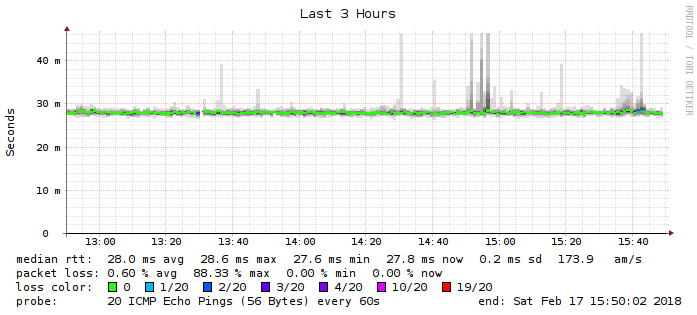 Last 3 Hours
RRDTOOL / TOBI OETIKER
Seconds
40 m
30 m
20 m
10 m
0
13:00 13:20 13:40 14:00 14:20 14:40 15:00 15:20 15:40
median rtt: 28.0 ms avg 28.6 ms max 27.6 ms min 27.8 ms now 0.2 ms sd 173.9 am/s
packet loss: 0.60 % avg 88.33 % max 0.00 % min 0.00 % now
loss color: 0 1/20 2/20 3/20 4/20 10/20 19/20
probe: 20 ICMP Echo Pings (56 Bytes) every 60s end: Sat Feb 17 15:50:02 2018